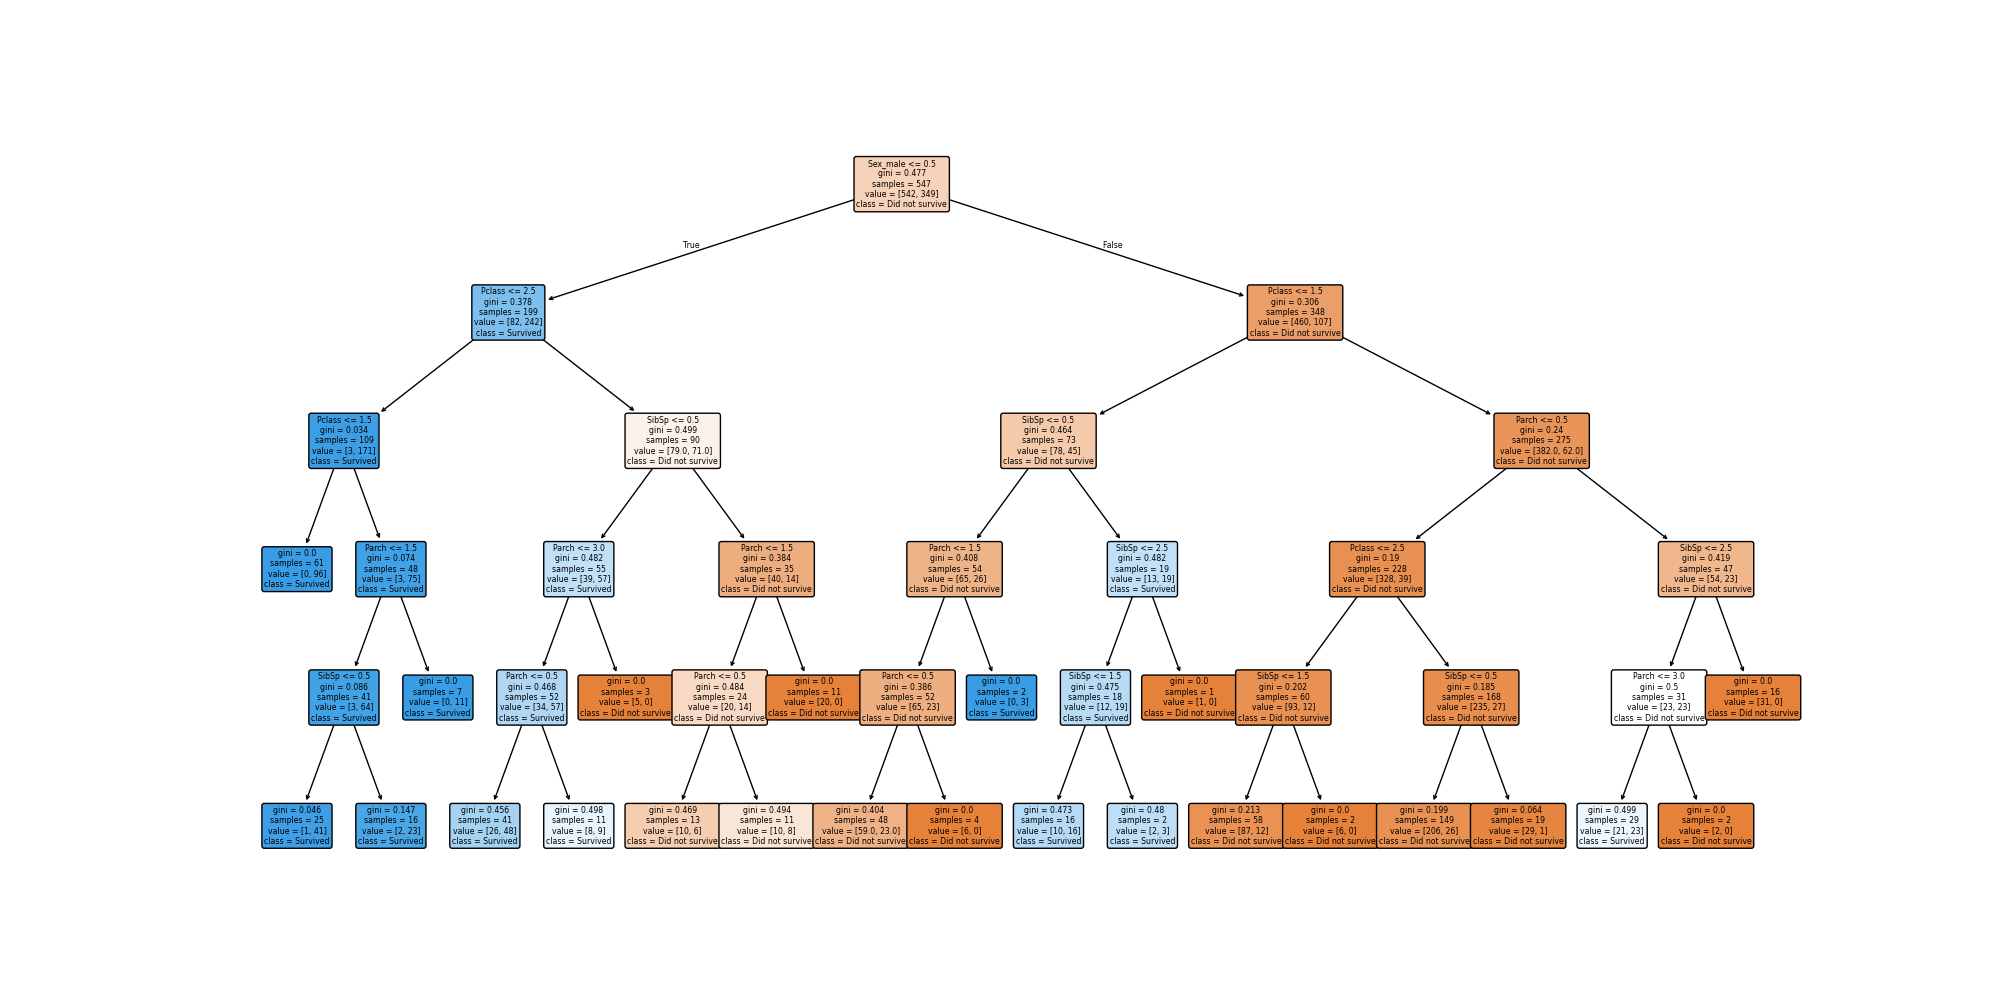 Sex_male <= 0.5
gini = 0.477
samples = 547
value = [542, 349]
class = Did not survive
True
False
Pclass <= 2.5
gini = 0.378
samples = 199
value = [82, 242]
class = Survived
Pclass <= 1.5
gini = 0.306
samples = 348
value = [460, 107]
class = Did not survive
Pclass <= 1.5
gini = 0.034
samples = 109
value = [3, 171]
class = Survived
SibSp <= 0.5
gini = 0.499
samples = 90
value = [79.0, 71.0]
class = Did not survive
SibSp <= 0.5
gini = 0.464
samples = 73
value = [78, 45]
class = Did not survive
Parch <= 0.5
gini = 0.24
samples = 275
value = [382.0, 62.0]
class = Did not survive
gini = 0.0
samples = 61
value = [0, 96]
class = Survived
Parch <= 1.5
gini = 0.074
samples = 48
value = [3, 75]
class = Survived
Parch <= 3.0
gini = 0.482
samples = 55
value = [39, 57]
class = Survived
Parch <= 1.5
gini = 0.384
samples = 35
value = [40, 14]
class = Did not survive
Parch <= 1.5
gini = 0.408
samples = 54
value = [65, 26]
class = Did not survive
SibSp <= 2.5
gini = 0.482
samples = 19
value = [13, 19]
class = Survived
Pclass <= 2.5
gini = 0.19
samples = 228
value = [328, 39]
class = Did not survive
SibSp <= 2.5
gini = 0.419
samples = 47
value = [54, 23]
class = Did not survive
SibSp <= 0.5
gini = 0.086
samples = 41
value = [3, 64]
class = Survived
gini = 0.0
samples = 7
value = [0, 11]
class = Survived
Parch <= 0.5
gini = 0.468
samples = 52
value = [34, 57]
class = Survived
gini = 0.0
samples = 3
value = [5, 0]
class = Did not survive
Parch <= 0.5
gini = 0.484
samples = 24
value = [20, 14]
class = Did not survive
gini = 0.0
samples = 11
value = [20, 0]
class = Did not survive
Parch <= 0.5
gini = 0.386
samples = 52
value = [65, 23]
class = Did not survive
gini = 0.0
samples = 2
value = [0, 3]
class = Survived
SibSp <= 1.5
gini = 0.475
samples = 18
value = [12, 19]
class = Survived
gini = 0.0
samples = 1
value = [1, 0]
class = Did not survive
SibSp <= 1.5
gini = 0.202
samples = 60
value = [93, 12]
class = Did not survive
SibSp <= 0.5
gini = 0.185
samples = 168
value = [235, 27]
class = Did not survive
Parch <= 3.0
gini = 0.5
samples = 31
value = [23, 23]
class = Did not survive
gini = 0.0
samples = 16
value = [31, 0]
class = Did not survive
gini = 0.046
samples = 25
value = [1, 41]
class = Survived
gini = 0.147
samples = 16
value = [2, 23]
class = Survived
gini = 0.456
samples = 41
value = [26, 48]
class = Survived
gini = 0.498
samples = 11
value = [8, 9]
class = Survived
gini = 0.469
samples = 13
value = [10, 6]
class = Did not survive
gini = 0.494
samples = 11
value = [10, 8]
class = Did not survive
gini = 0.404
samples = 48
value = [59.0, 23.0]
class = Did not survive
gini = 0.0
samples = 4
value = [6, 0]
class = Did not survive
gini = 0.473
samples = 16
value = [10, 16]
class = Survived
gini = 0.48
samples = 2
value = [2, 3]
class = Survived
gini = 0.213
samples = 58
value = [87, 12]
class = Did not survive
gini = 0.0
samples = 2
value = [6, 0]
class = Did not survive
gini = 0.199
samples = 149
value = [206, 26]
class = Did not survive
gini = 0.064
samples = 19
value = [29, 1]
class = Did not survive
gini = 0.499
samples = 29
value = [21, 23]
class = Survived
gini = 0.0
samples = 2
value = [2, 0]
class = Did not survive